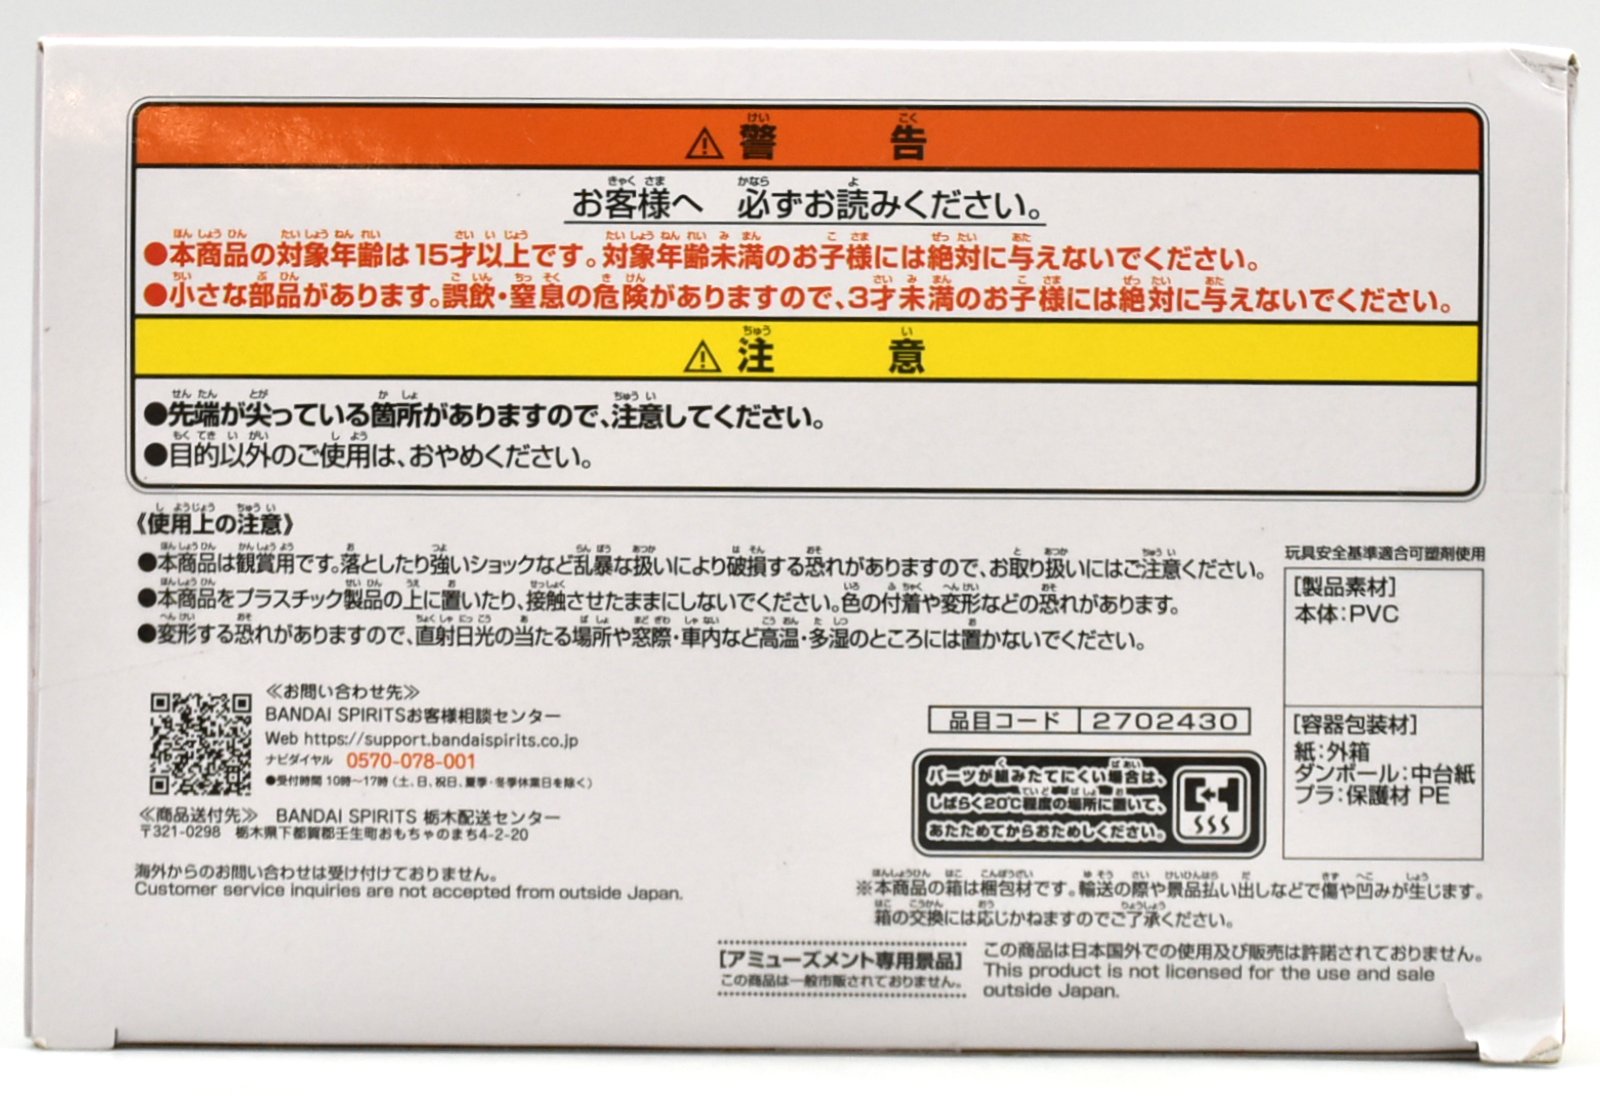 ⚠警告
お客様へ 必ずお読みください。
●本商品の対象年齢は15才以上です。対象年齢未満のお子様には絶対に与えないでください。
●小さな部品があります。誤飲・窒息の危険がありますので、3才未満のお子様には絶対に与えないでください。
⚠注意
●先端が尖っている箇所がありますので、注意してください。
●目的以外のご使用は、おやめください。
《使用上の注意》
●本商品は観賞用です。落としたり強いショックなど乱暴な扱いにより破損する恐れがありますので、お取り扱いにはご注意ください。
●本商品をプラスチック製品の上に置いたり、接触させたままにしないでください。色の付着や変形などの恐れがあります。
●変形する恐れがありますので、直射日光の当たる場所や窓際・車内など高温・多湿のところには置かないでください。
玩具安全基準適合可塑剤使用
[製品素材]
本体:PVC
[容器包装材]
紙:外箱
ダンボール:中台紙
プラ:保護材 PE
≪お問い合わせ先≫
BANDAI SPIRITSお客様相談センター
Web https://support.bandaispirits.co.jp
ナビダイヤル 0570-078-001
●受付時間 10時〜17時(土、日、祝日、夏季・冬季休業日を除く)
≪商品送付先≫ BANDAI SPIRITS 栃木配送センター
〒321-0298 栃木県下都賀郡壬生町おもちゃのまち4-2-20
海外からのお問い合わせは受け付けておりません。
Customer service inquiries are not accepted from outside Japan.
品目コード 2702430
パーツが組みたてにくい場合は、
しばらく20℃程度の場所に置いて、
あたためてからおためしください。
※本商品の箱は梱包材です。輸送の際や景品払い出しなどで傷や凹みが生じます。
箱の交換には応じかねますのでご了承ください。
[アミューズメント専用景品]
この商品は一般市販されておりません。
この商品は日本国外での使用及び販売は許諾されておりません。
This product is not licensed for the use and sale
outside Japan.